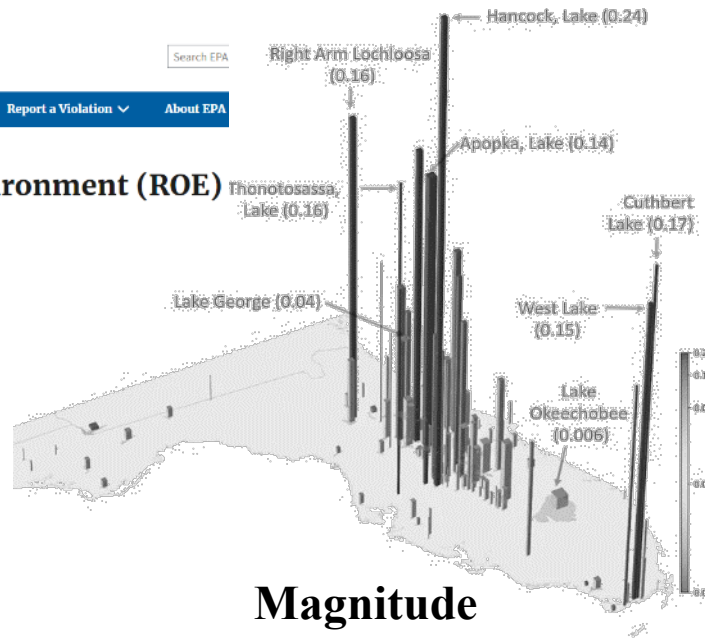 Search EPA
Report a Violation
About EPA
ironment (ROE)
Hancock, Lake (0.24)
Right Arm Lochloosa
(0.16)
Apopka, Lake (0.14)
Thonotosassa,
Lake (0.16)
Cuthbert
Lake (0.17)
Lake George (0.04)
West Lake
(0.15)
Lake
Okeechobee
(0.006)
Magnitude